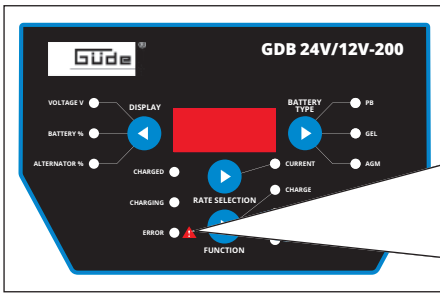 Güde ®
GDB 24V/12V-200
VOLTAGE V
BATTERY %
ALTERNATOR %
DISPLAY
BATTERY
TYPE
PB
GEL
AGM
CHARGED
CHARGING
ERROR
CURRENT
CHARGE
RATE SELECTION
FUNCTION